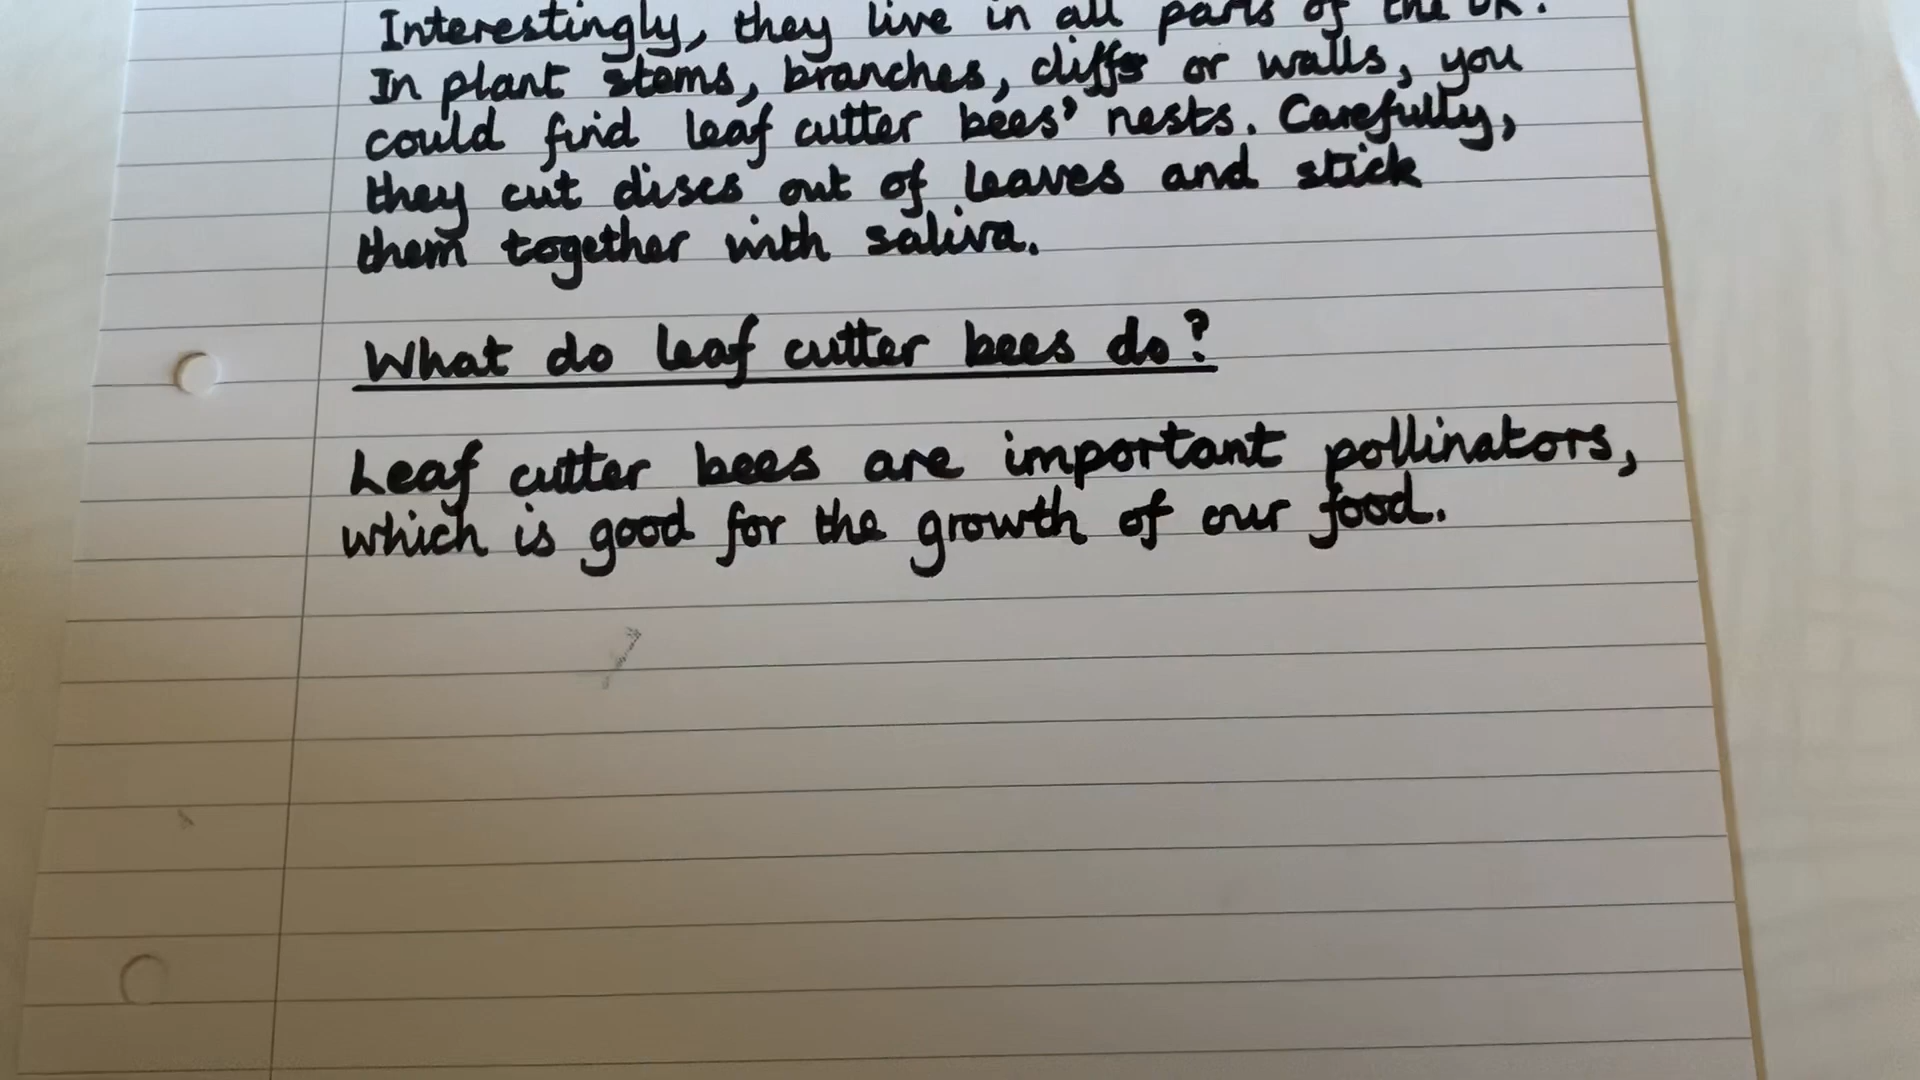 Interestingly, they live in all parts of the UK.
In plant stems, branches, cliffs or walls, you
could find leaf cutter bees' nests. Carefully,
they cut discs out of leaves and stick
them together with saliva.
What do leaf cutter bees do?
Leaf cutter bees are important pollinators,
which is good for the growth of our food.